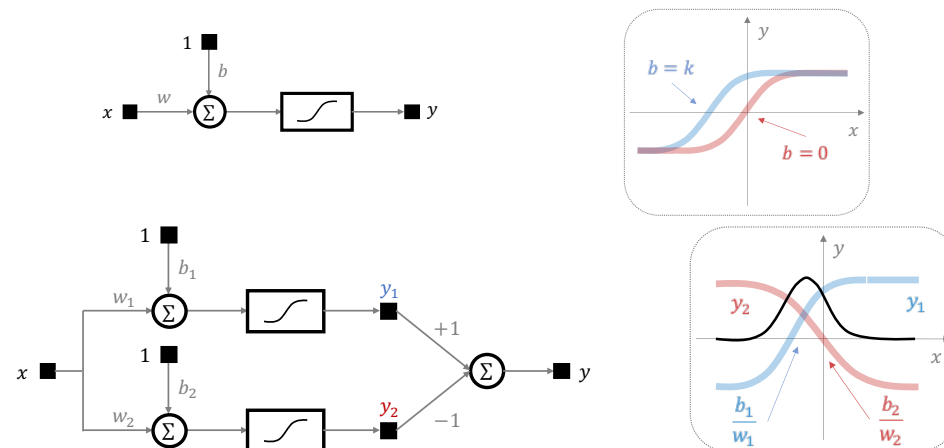 1
b
x
w
Σ
y
y
b = k
x
b = 0
1
b₁
w₁
Σ
y₁
+1
1
x
Σ
y
b₂
w₂
Σ
y₂
−1
y
y₂
y₁
x
b₁
w₁
b₂
w₂